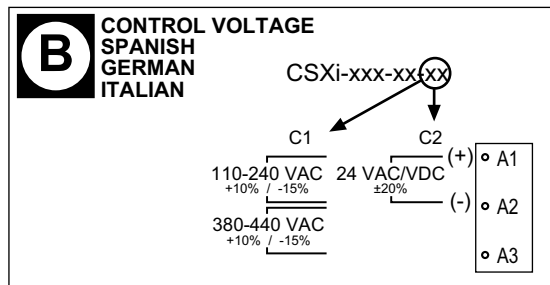 B
CONTROL VOLTAGE
SPANISH
GERMAN
ITALIAN
CSXi-xxx-xx-xx
C1
C2
110-240 VAC
+10% / -15%
24 VAC/VDC
±20%
(+)
A1
(-)
A2
380-440 VAC
+10% / -15%
A3